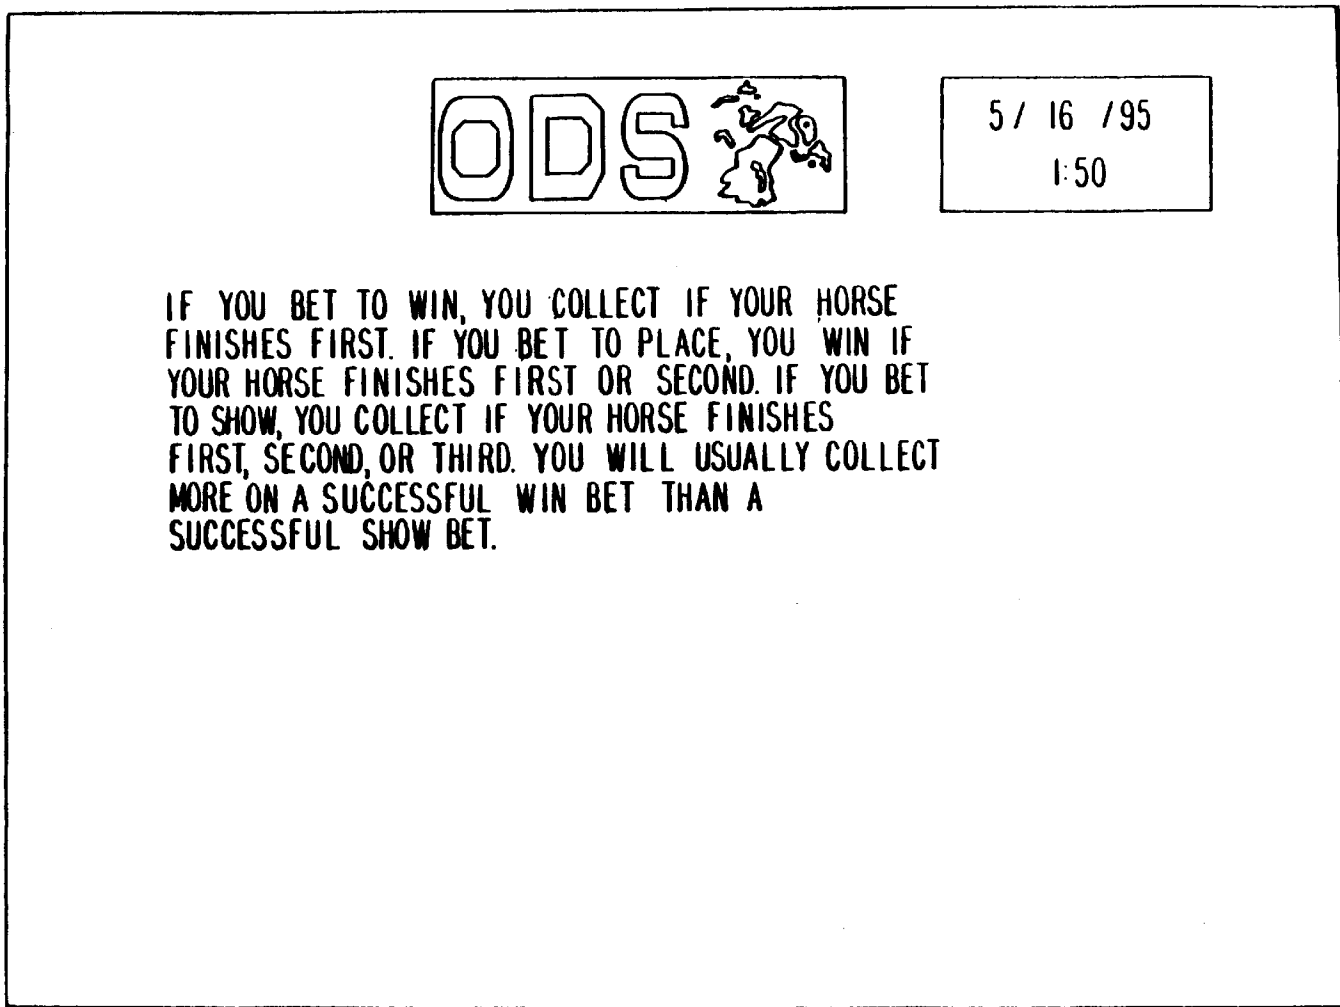 ODS
5/ 16 /95
1:50
IF YOU BET TO WIN, YOU COLLECT IF YOUR HORSE
FINISHES FIRST. IF YOU BET TO PLACE, YOU WIN IF
YOUR HORSE FINISHES FIRST OR SECOND. IF YOU BET
TO SHOW, YOU COLLECT IF YOUR HORSE FINISHES
FIRST, SECOND, OR THIRD. YOU WILL USUALLY COLLECT
MORE ON A SUCCESSFUL WIN BET THAN A
SUCCESSFUL SHOW BET.